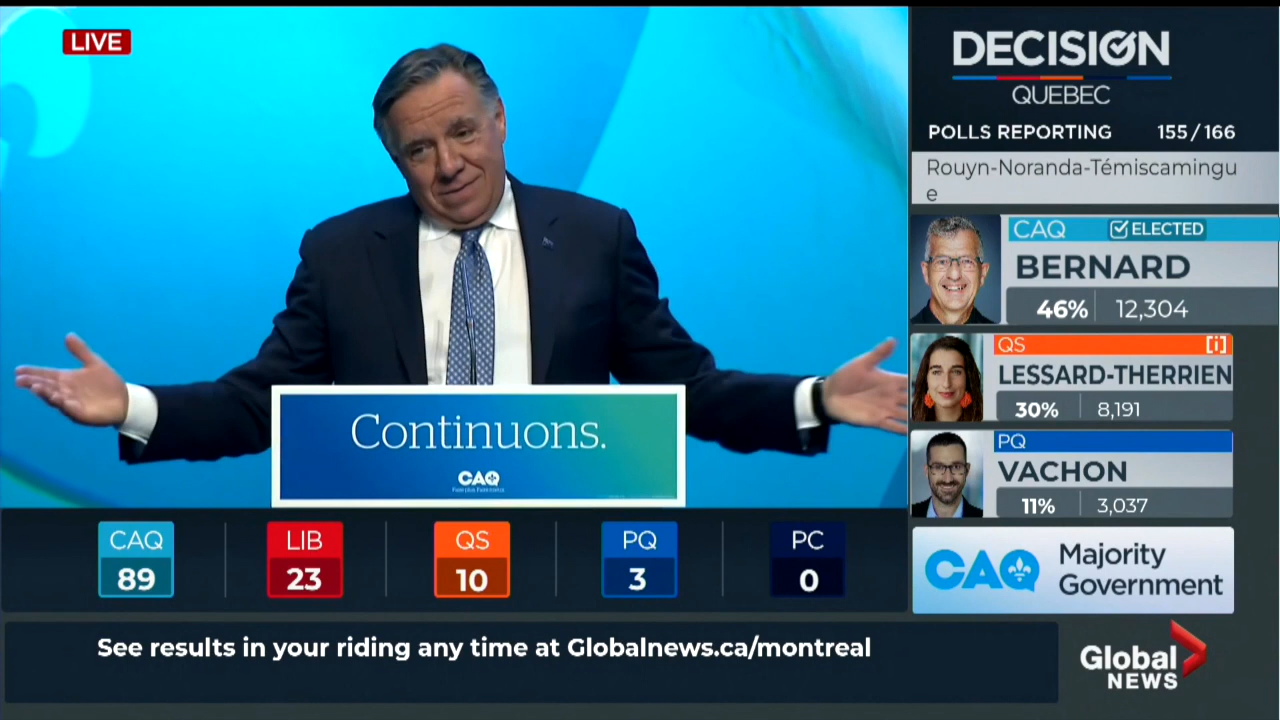 LIVE
Continuons.
CAQ
CAQ
89
LIB
23
QS
10
PQ
3
PC
0
See results in your riding any time at Globalnews.ca/montreal
DECISION
QUEBEC
POLLS REPORTING 155/166
Rouyn-Noranda-Témiscamingu
e
CAQ ELECTED
BERNARD
46% 12,304
QS [i]
LESSARD-THERRIEN
30% 8,191
PQ
VACHON
11% 3,037
CAQ Majority
Government
Global
NEWS